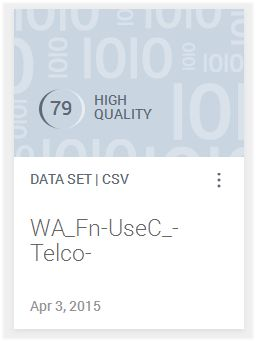 79
HIGH
QUALITY
DATA SET | CSV
WA_Fn-UseC_-
Telco-
Apr 3, 2015